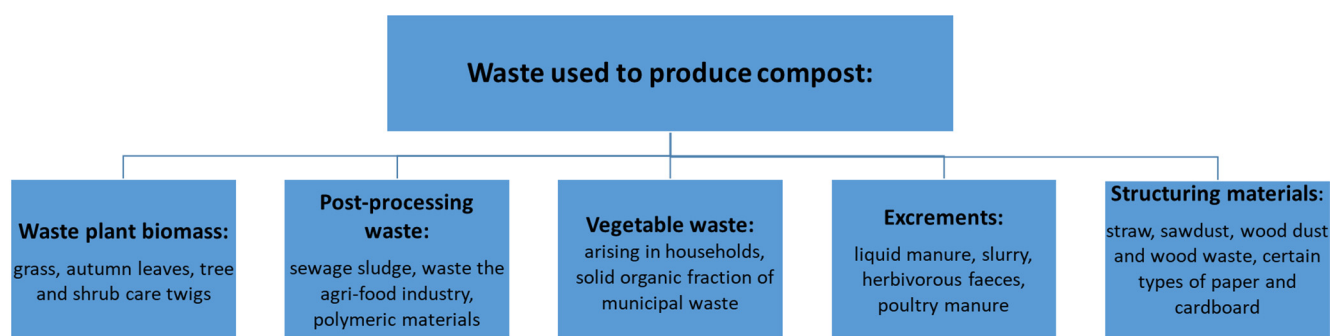 Waste used to produce compost:
Waste plant biomass:
grass, autumn leaves, tree
and shrub care twigs
Post-processing
waste:
sewage sludge, waste the
agri-food industry,
polymeric materials
Vegetable waste:
arising in households,
solid organic fraction of
municipal waste
Excrements:
liquid manure, slurry,
herbivorous faeces,
poultry manure
Structuring materials:
straw, sawdust, wood dust
and wood waste, certain
types of paper and
cardboard